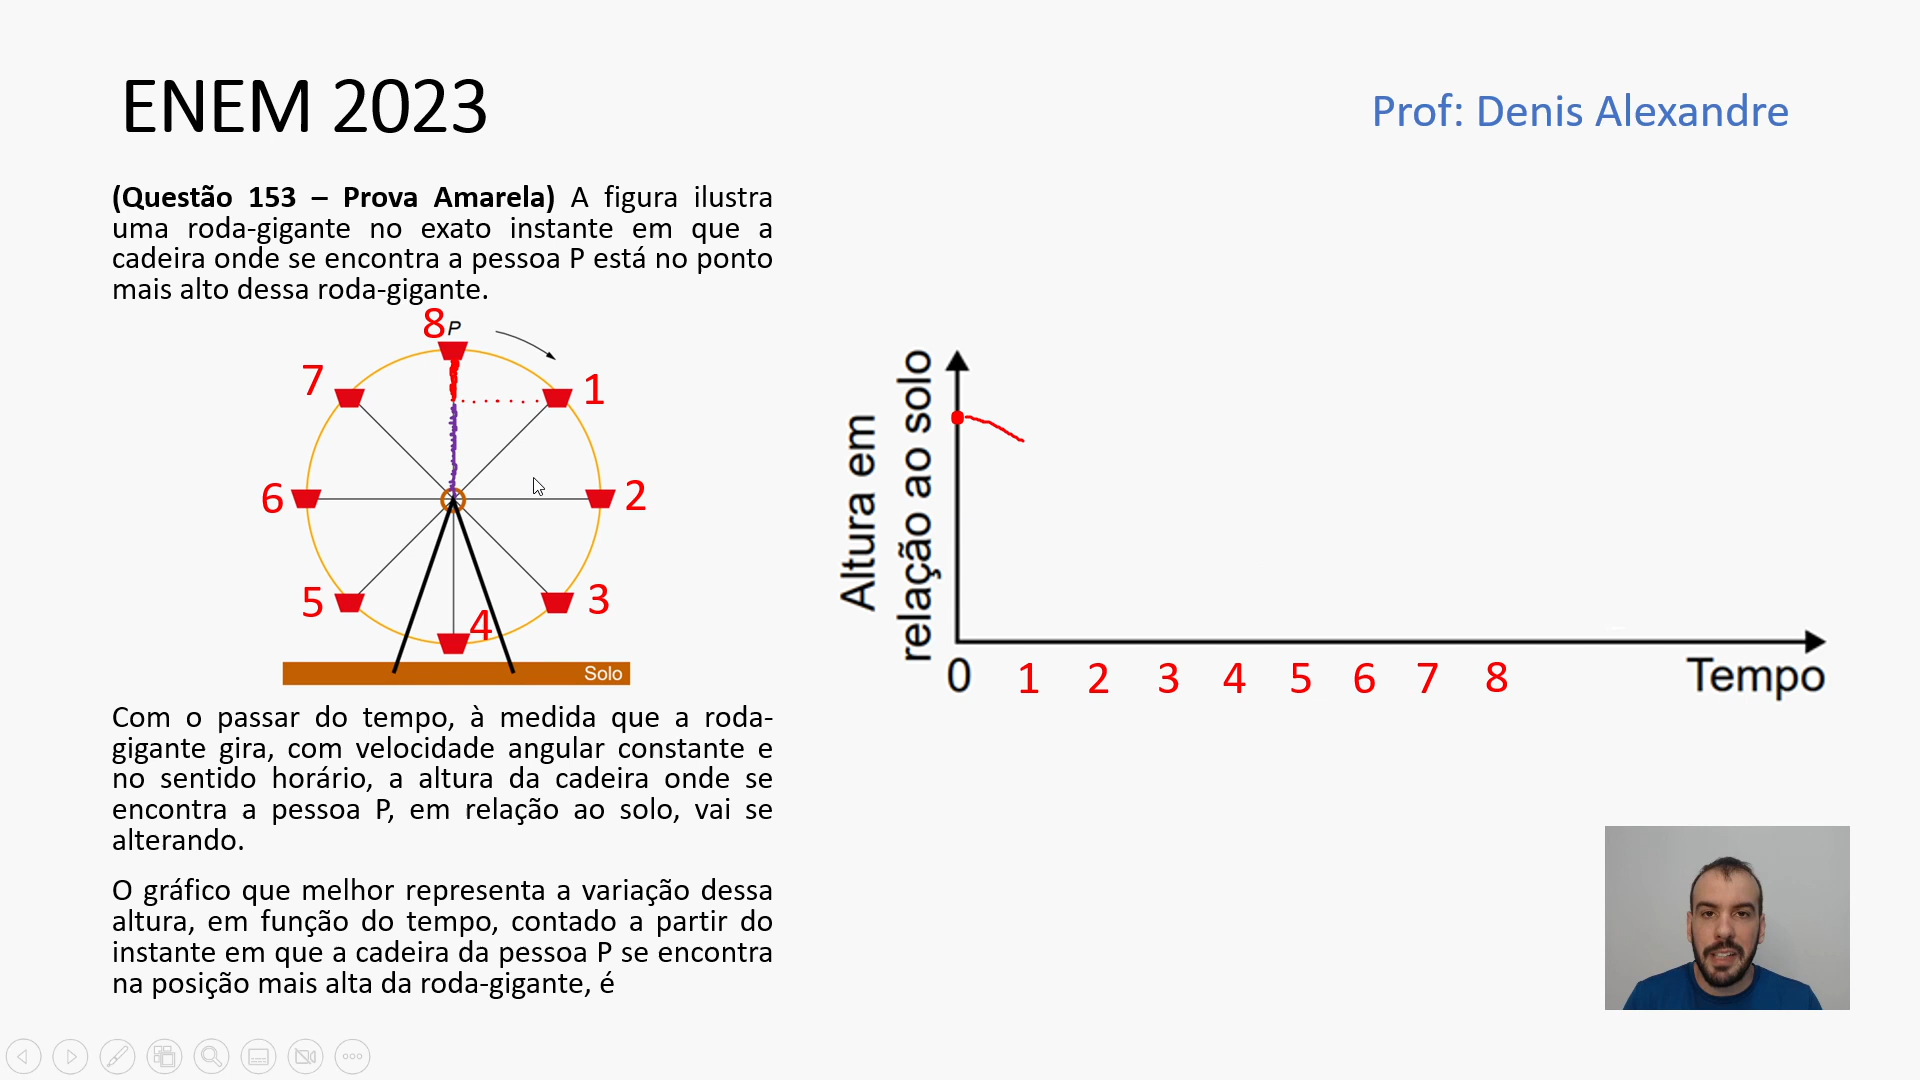 ENEM 2023
Prof: Denis Alexandre
(Questão 153 – Prova Amarela) A figura ilustra
uma roda-gigante no exato instante em que a
cadeira onde se encontra a pessoa P está no ponto
mais alto dessa roda-gigante.
8 P
7
1
6
2
5
3
4
Solo
Com o passar do tempo, à medida que a roda-
gigante gira, com velocidade angular constante e
no sentido horário, a altura da cadeira onde se
encontra a pessoa P, em relação ao solo, vai se
alterando.
O gráfico que melhor representa a variação dessa
altura, em função do tempo, contado a partir do
instante em que a cadeira da pessoa P se encontra
na posição mais alta da roda-gigante, é
Altura em
relação ao solo
0 1 2 3 4 5 6 7 8 Tempo